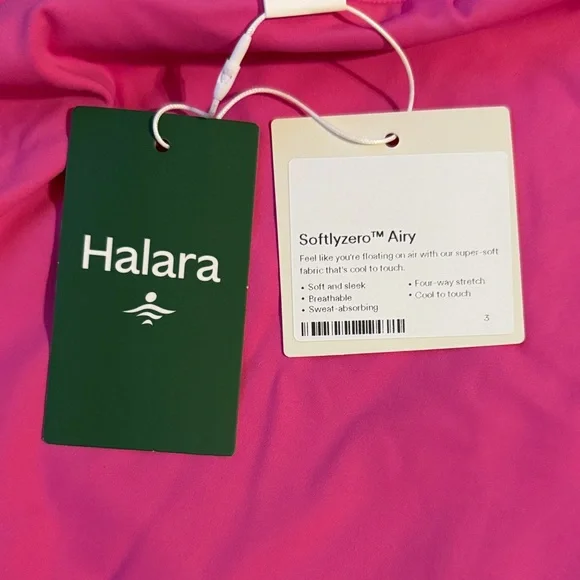 Halara
Softlyzero™ Airy
Feel like you're floating on air with our super-soft
fabric that's cool to touch.
• Soft and sleek
• Breathable
• Sweat-absorbing
• Four-way stretch
• Cool to touch
3